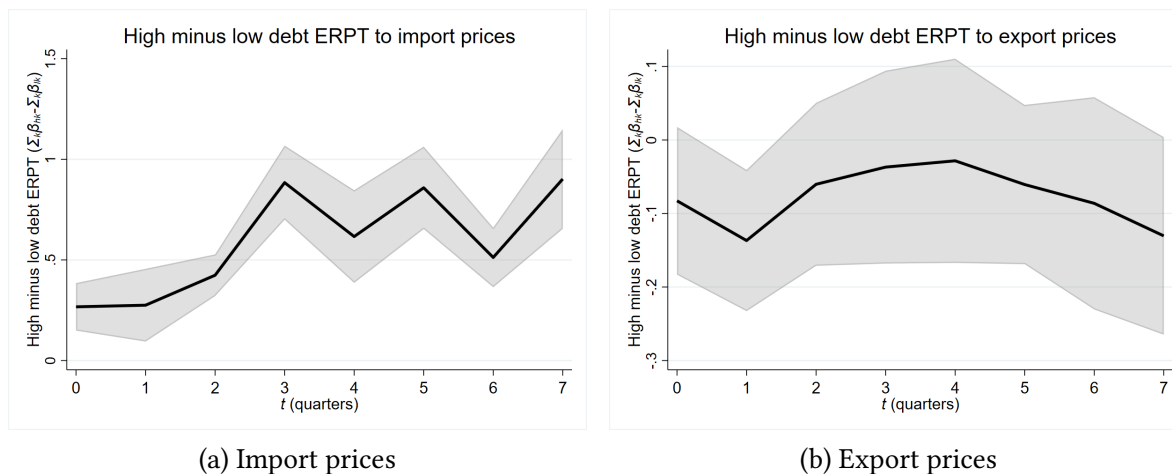 High minus low debt ERPT to import prices
High minus low debt ERPT (Σₖβₕₖ-Σₖβₗₖ)
1.5
1
.5
0
0 1 2 3 4 5 6 7
t (quarters)
(a) Import prices
High minus low debt ERPT to export prices
High minus low debt ERPT (Σₖβₕₖ-Σₖβₗₖ)
.1
0
-.1
-.2
-.3
0 1 2 3 4 5 6 7
t (quarters)
(b) Export prices